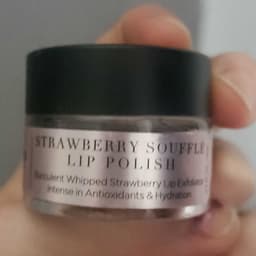 STRAWBERRY SOUFFLE
LIP POLISH
Succulent Whipped Strawberry Lip Exfoliator
Intense in Antioxidants & Hydration